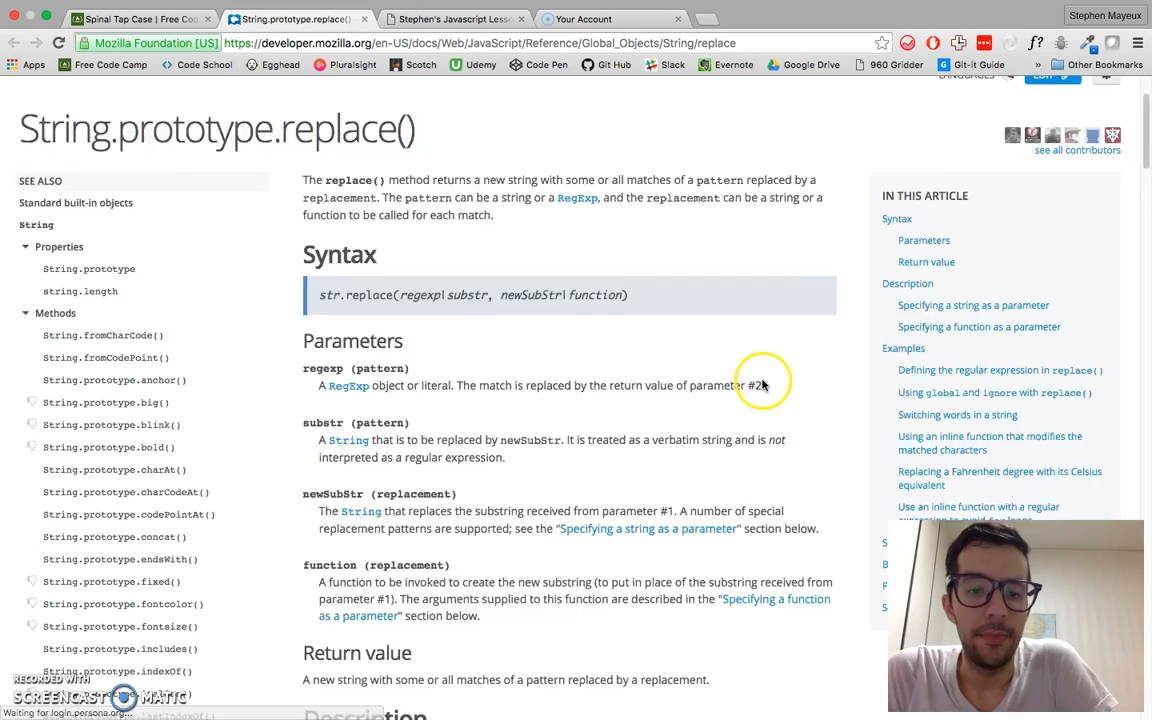 Spinal Tap Case | Free Co
String.prototype.replace()
Stephen's Javascript Lesso
Your Account
Stephen Mayeux
Mozilla Foundation [US]
https://developer.mozilla.org/en-US/docs/Web/JavaScript/Reference/Global_Objects/String/replace
f?
Apps
Free Code Camp
Code School
Egghead
Pluralsight
Scotch
Udemy
Code Pen
Git Hub
Slack
Evernote
Google Drive
960 Gridder
Git-it Guide
»
Other Bookmarks
LANGUAGES
EDIT
String.prototype.replace()
see all contributors
SEE ALSO
Standard built-in objects
String
Properties
String.prototype
string.length
Methods
String.fromCharCode()
String.fromCodePoint()
String.prototype.anchor()
String.prototype.big()
String.prototype.blink()
String.prototype.bold()
String.prototype.charAt()
String.prototype.charCodeAt()
String.prototype.codePointAt()
String.prototype.concat()
String.prototype.endsWith()
String.prototype.fixed()
String.prototype.fontcolor()
String.prototype.fontsize()
String.prototype.includes()
String.prototype.indexOf()
The replace() method returns a new string with some or all matches of a pattern replaced by a
replacement. The pattern can be a string or a RegExp, and the replacement can be a string or a
function to be called for each match.
Syntax
str.replace(regexp|substr, newSubStr|function)
Parameters
regexp (pattern)
A RegExp object or literal. The match is replaced by the return value of parameter #2.
substr (pattern)
A String that is to be replaced by newSubStr. It is treated as a verbatim string and is not
interpreted as a regular expression.
newSubStr (replacement)
The String that replaces the substring received from parameter #1. A number of special
replacement patterns are supported; see the "Specifying a string as a parameter" section below.
function (replacement)
A function to be invoked to create the new substring (to put in place of the substring received from
parameter #1). The arguments supplied to this function are described in the "Specifying a function
as a parameter" section below.
Return value
A new string with some or all matches of a pattern replaced by a replacement.
Description
IN THIS ARTICLE
Syntax
Parameters
Return value
Description
Specifying a string as a parameter
Specifying a function as a parameter
Examples
Defining the regular expression in replace()
Using global and ignore with replace()
Switching words in a string
Using an inline function that modifies the
matched characters
Replacing a Fahrenheit degree with its Celsius
equivalent
Use an inline function with a regular
S
B
F
S
RECORDED WITH
SCREENCAST MATIC
Waiting for login.persona.org...